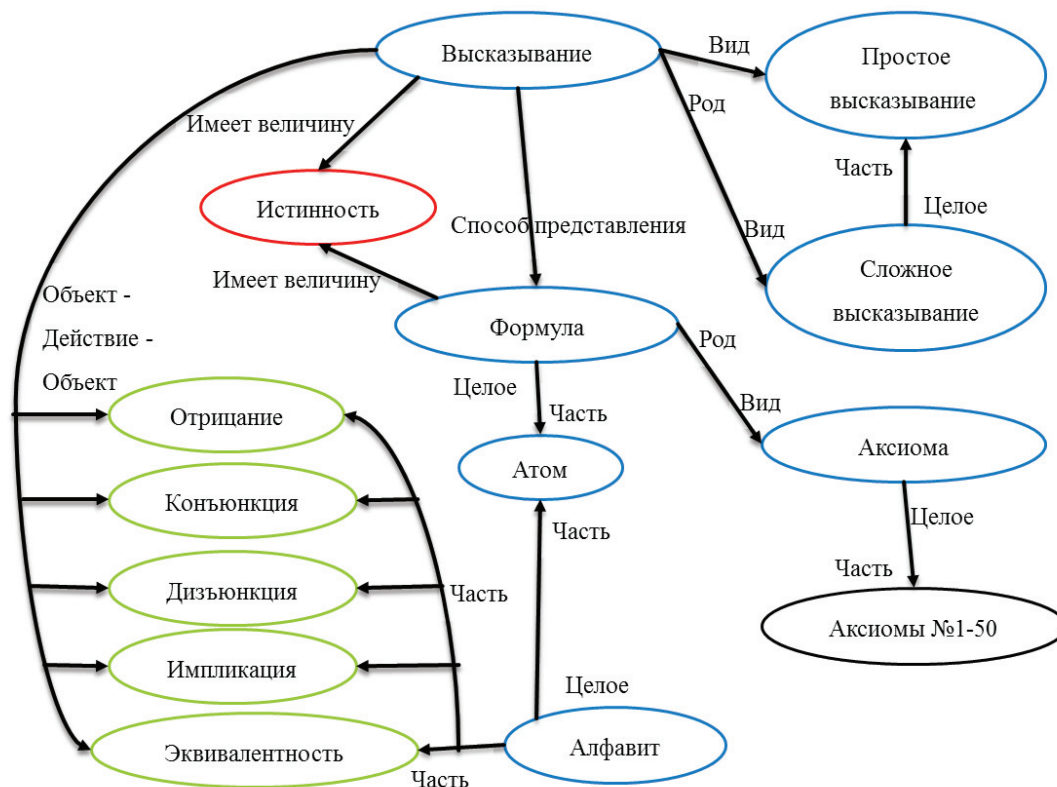 Высказывание
Вид
Простое
высказывание
Род
Имеет величину
Часть
Истинность
Целое
Способ представления
Вид
Сложное
высказывание
Имеет величину
Объект -
Действие -
Объект
Формула
Род
Целое
Часть
Вид
Отрицание
Атом
Аксиома
Конъюнкция
Целое
Часть
Часть
Дизъюнкция
Часть
Аксиомы №1-50
Импликация
Целое
Эквивалентность
Алфавит
Часть